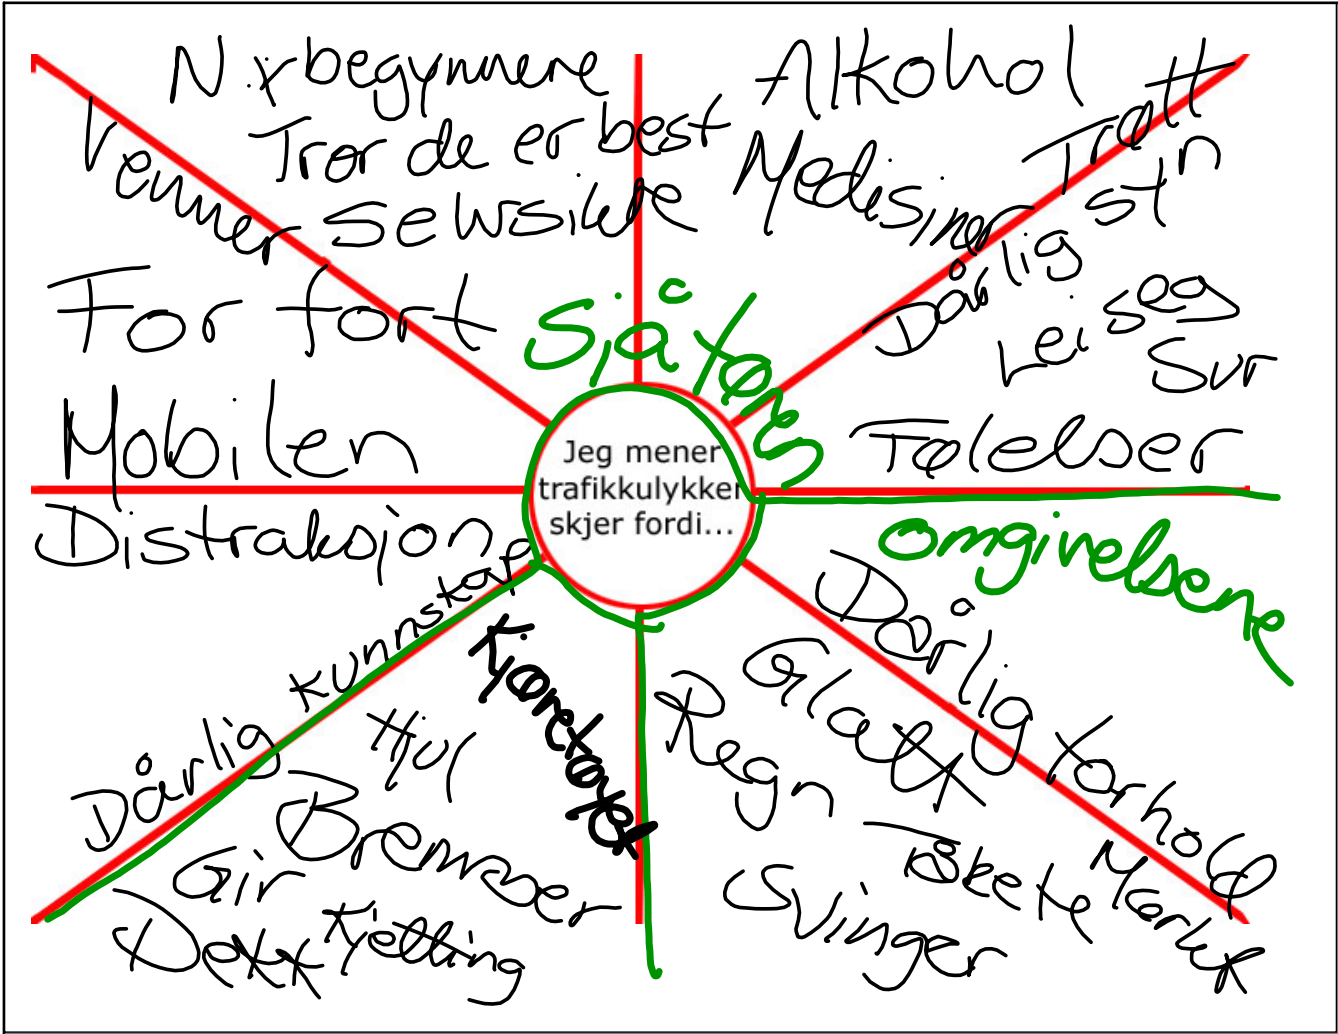 Nybegynnere
Tror de er best
selvsikre
Venner
For fort
Mobilen
Distraksjon
Dårlig kunnskap
Alkohol
Medisiner
Trøtt
Dårlig syn
Lei seg
Sur
Følelser
Sjåføren
Jeg mener
trafikkulykker
skjer fordi...
Omgivelsene
Dårlig forhold
Glatt
Regn
Tåkete
Mørkt
Svinger
Kjøretøyet
Hjul
Bremser
Gir
Dekk
Kjetting